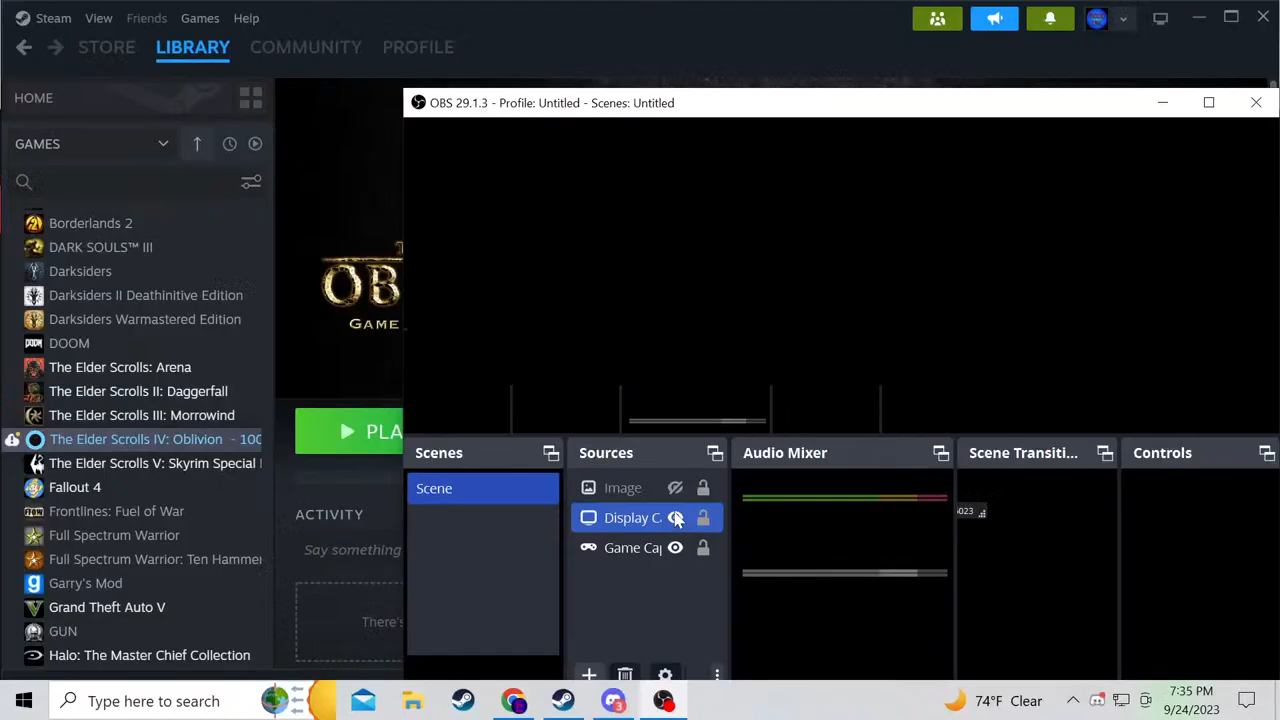 Steam View Friends Games Help
STORE LIBRARY COMMUNITY PROFILE
HOME
GAMES
Borderlands 2
DARK SOULS™ III
Darksiders
Darksiders II Deathinitive Edition
Darksiders Warmastered Edition
DOOM
The Elder Scrolls: Arena
The Elder Scrolls II: Daggerfall
The Elder Scrolls III: Morrowind
The Elder Scrolls IV: Oblivion - 100
The Elder Scrolls V: Skyrim Special
Fallout 4
Frontlines: Fuel of War
Full Spectrum Warrior
Full Spectrum Warrior: Ten Hammer
Garry's Mod
Grand Theft Auto V
GUN
Halo: The Master Chief Collection
OB
GAME
PLA
ACTIVITY
Say something
There's
OBS 29.1.3 - Profile: Untitled - Scenes: Untitled
Scenes
Scene
Sources
Image
Display C
Game Cap
Audio Mixer
Scene Transiti...
Controls
Type here to search
3
74°F Clear
7:35 PM
9/24/2023